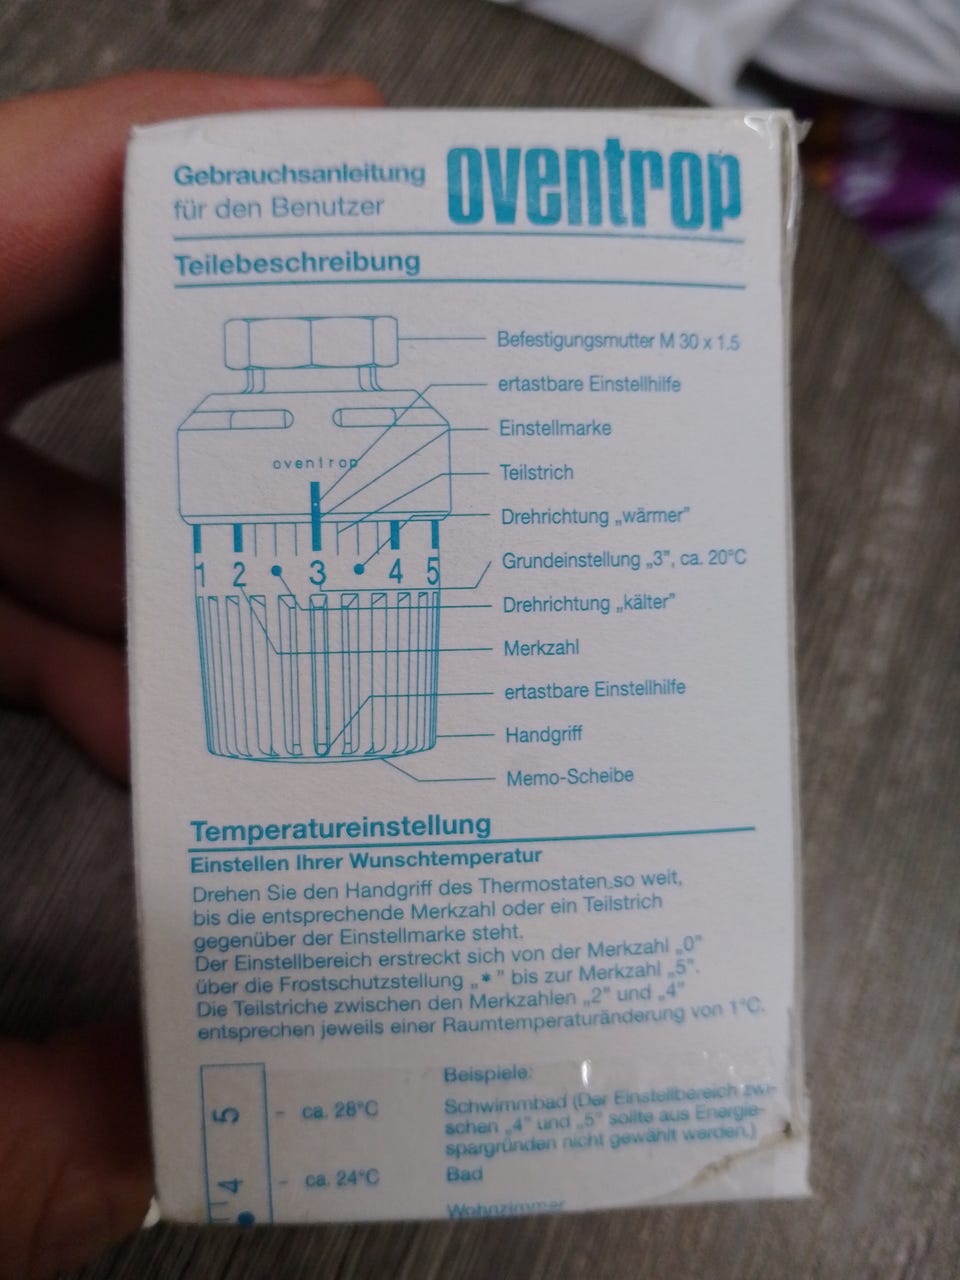 Gebrauchsanleitung
für den Benutzer
oventrop
Teilebeschreibung
Befestigungsmutter M 30 x 1.5
ertastbare Einstellhilfe
Einstellmarke
oventrop
Teilstrich
Drehrichtung „wärmer"
Grundeinstellung „3", ca. 20°C
1 2 • 3 • 4 5
Drehrichtung „kälter"
Merkzahl
ertastbare Einstellhilfe
Handgriff
Memo-Scheibe
Temperatureinstellung
Einstellen Ihrer Wunschtemperatur
Drehen Sie den Handgriff des Thermostaten so weit,
bis die entsprechende Merkzahl oder ein Teilstrich
gegenüber der Einstellmarke steht.
Der Einstellbereich erstreckt sich von der Merkzahl „0"
über die Frostschutzstellung „*" bis zur Merkzahl „5".
Die Teilstriche zwischen den Merkzahlen „2" und „4"
entsprechen jeweils einer Raumtemperaturänderung von 1°C.
Beispiele:
5 - ca. 28°C Schwimmbad (Der Einstellbereich zwi-
schen „4" und „5" sollte aus Energie-
spargründen nicht gewählt werden.)
4 - ca. 24°C Bad
Wohnzimmer